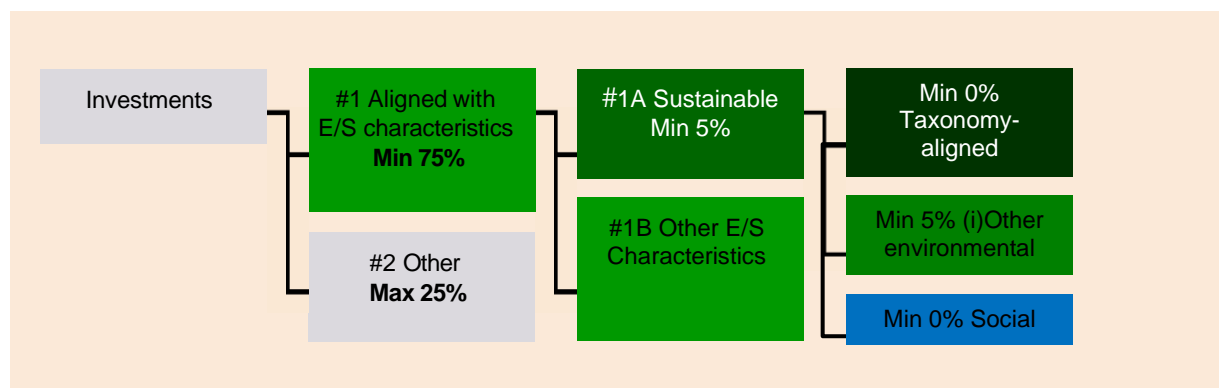 Investments
#1 Aligned with
E/S characteristics
Min 75%
#2 Other
Max 25%
#1A Sustainable
Min 5%
#1B Other E/S
Characteristics
Min 0%
Taxonomy-
aligned
Min 5% (i)Other
environmental
Min 0% Social